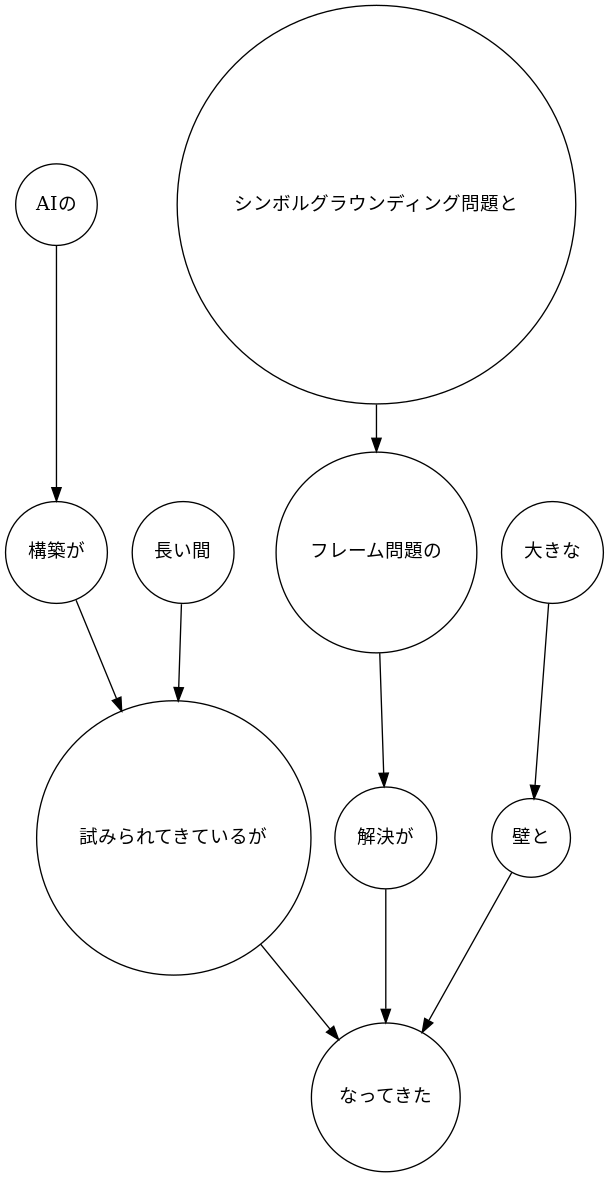 AIの
シンボルグラウンディング問題と
構築が
長い間
フレーム問題の
大きな
試みられてきているが
解決が
壁と
なってきた